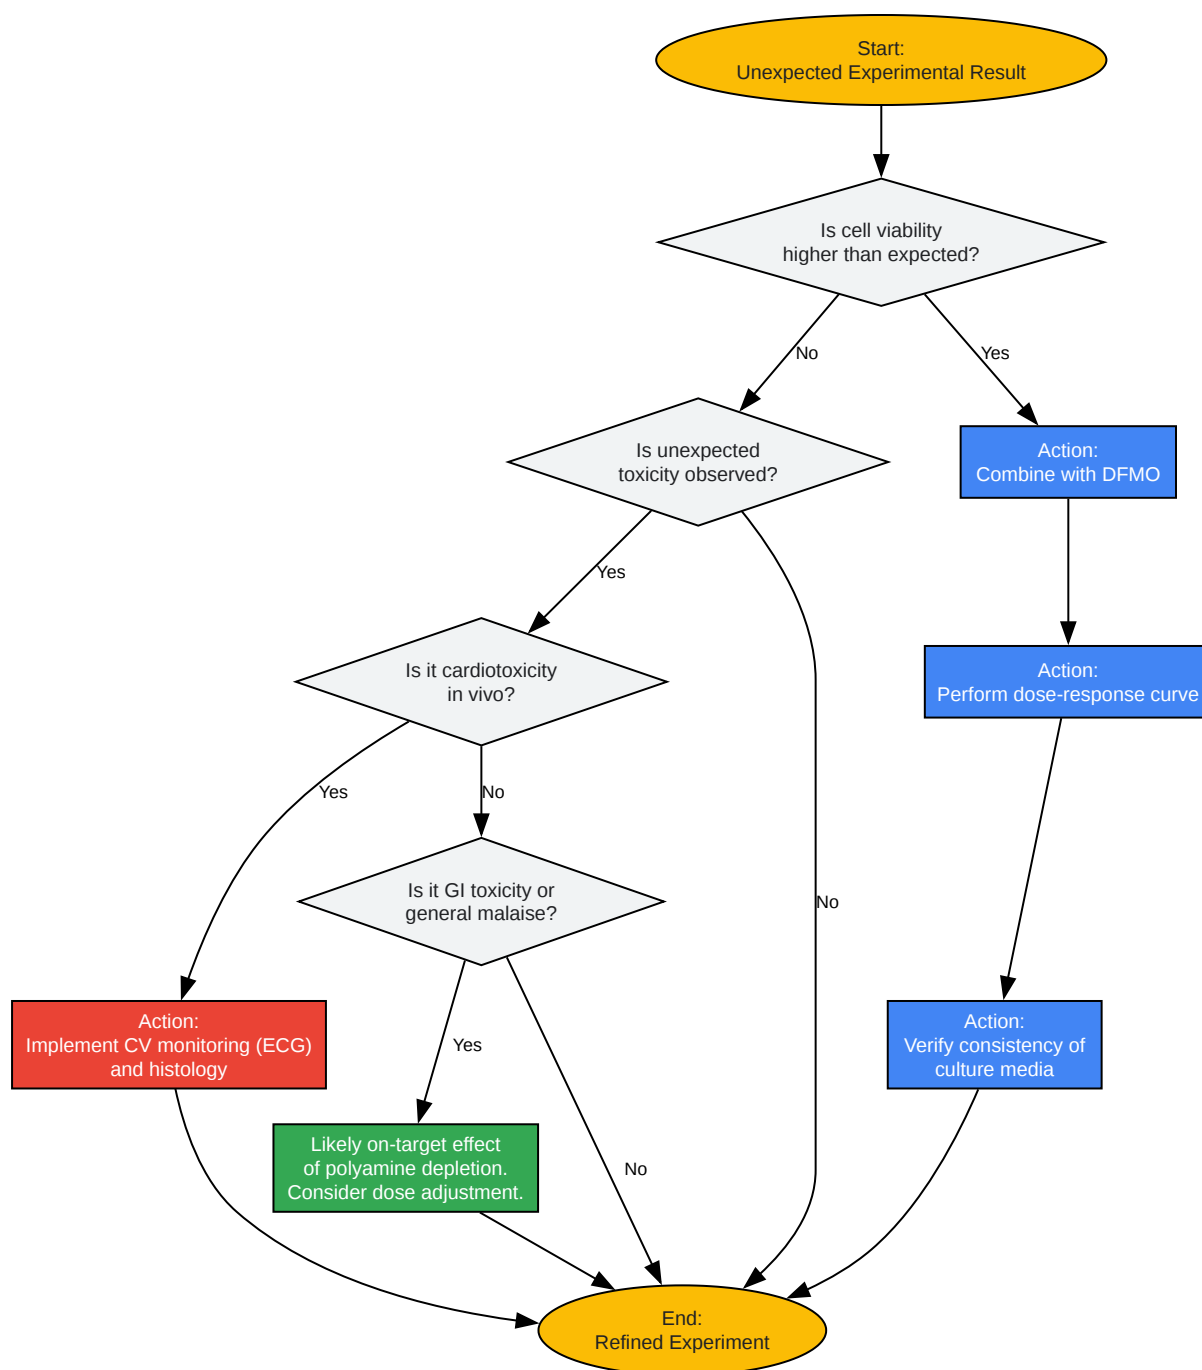 Start:
Unexpected Experimental Result
Is cell viability
higher than expected?
No
Yes
Is unexpected
toxicity observed?
Action:
Combine with DFMO
Yes
Is it cardiotoxicity
in vivo?
Action:
Perform dose-response curve
Yes
No
Is it GI toxicity or
general malaise?
No
Action:
Implement CV monitoring (ECG)
and histology
Yes
Action:
Verify consistency of
culture media
Likely on-target effect
of polyamine depletion.
Consider dose adjustment.
No
End:
Refined Experiment